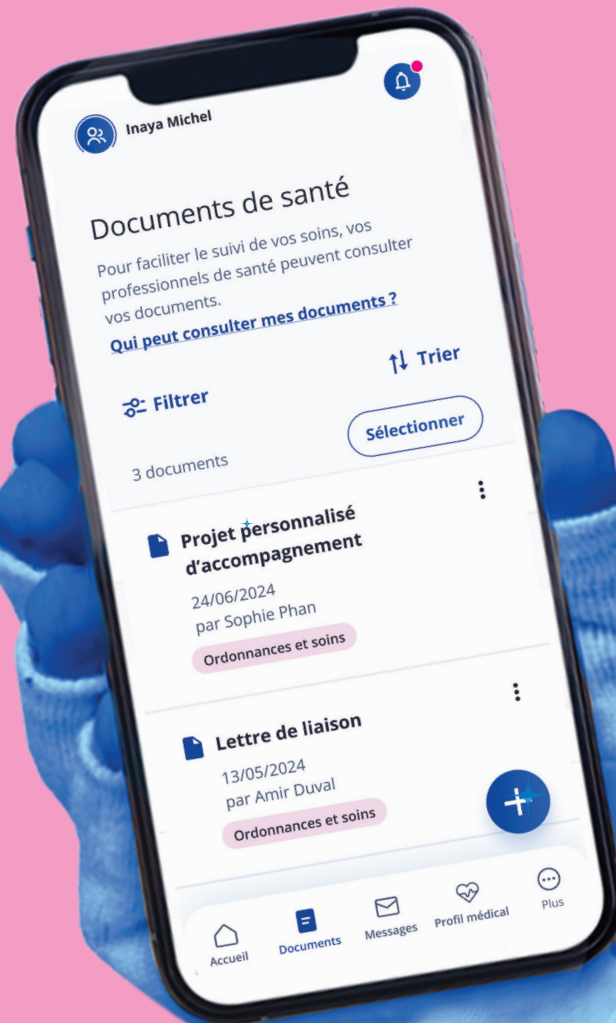 Inaya Michel
Documents de santé
Pour faciliter le suivi de vos soins, vos
professionnels de santé peuvent consulter
vos documents.
Qui peut consulter mes documents ?
Filtrer
Trier
3 documents
Sélectionner
Projet personnalisé
d'accompagnement
24/06/2024
par Sophie Phan
Ordonnances et soins
Lettre de liaison
13/05/2024
par Amir Duval
Ordonnances et soins
Accueil
Documents
Messages
Profil médical
Plus